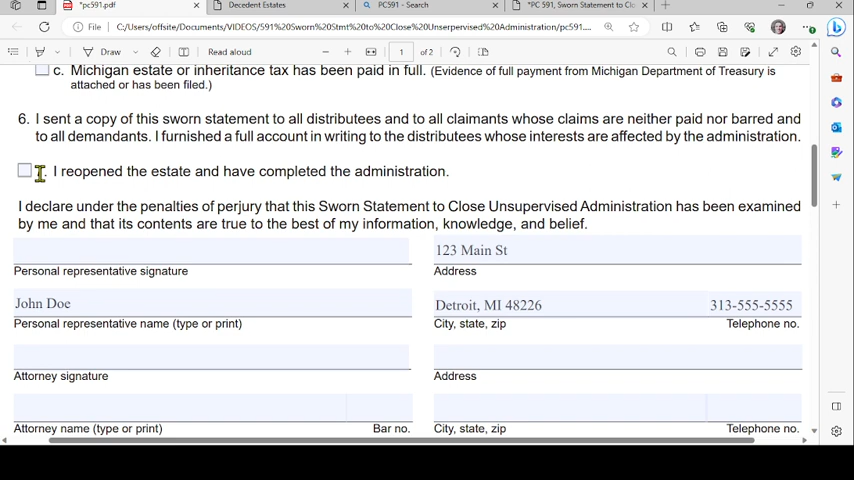 *pc591.pdf
Decedent Estates
PC591 - Search
*PC 591, Sworn Statement to Cl
File
C:/Users/offsite/Documents/VIDEOS/591%20Sworn%20Stmt%20to%20Close%20Unserpervised%20Administration/pc591....
Draw
Read aloud
1
of 2
c. Michigan estate or inheritance tax has been paid in full. (Evidence of full payment from Michigan Department of Treasury is
attached or has been filed.)
6. I sent a copy of this sworn statement to all distributees and to all claimants whose claims are neither paid nor barred and
to all demandants. I furnished a full account in writing to the distributees whose interests are affected by the administration.
I reopened the estate and have completed the administration.
I declare under the penalties of perjury that this Sworn Statement to Close Unsupervised Administration has been examined
by me and that its contents are true to the best of my information, knowledge, and belief.
123 Main St
Personal representative signature
Address
John Doe
Detroit, MI 48226
313-555-5555
Personal representative name (type or print)
City, state, zip
Telephone no.
Attorney signature
Address
Attorney name (type or print)
Bar no.
City, state, zip
Telephone no.